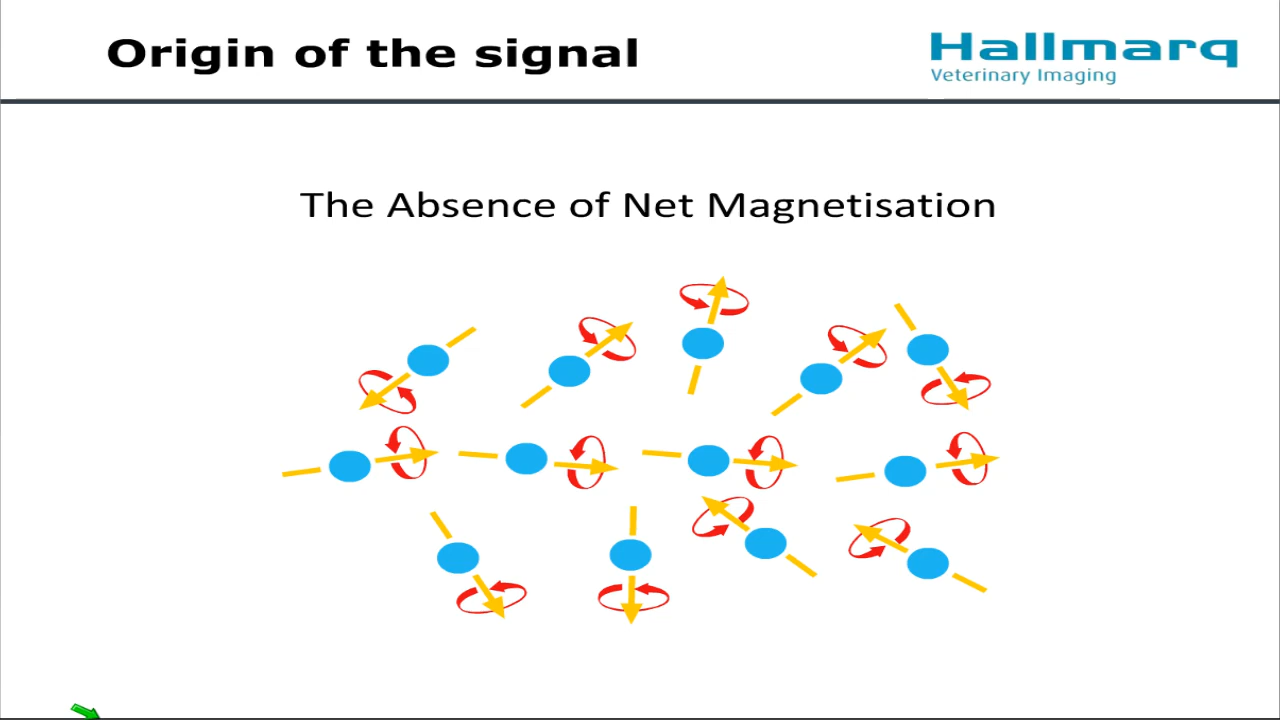 Origin of the signal
Hallmarq
Veterinary Imaging
The Absence of Net Magnetisation